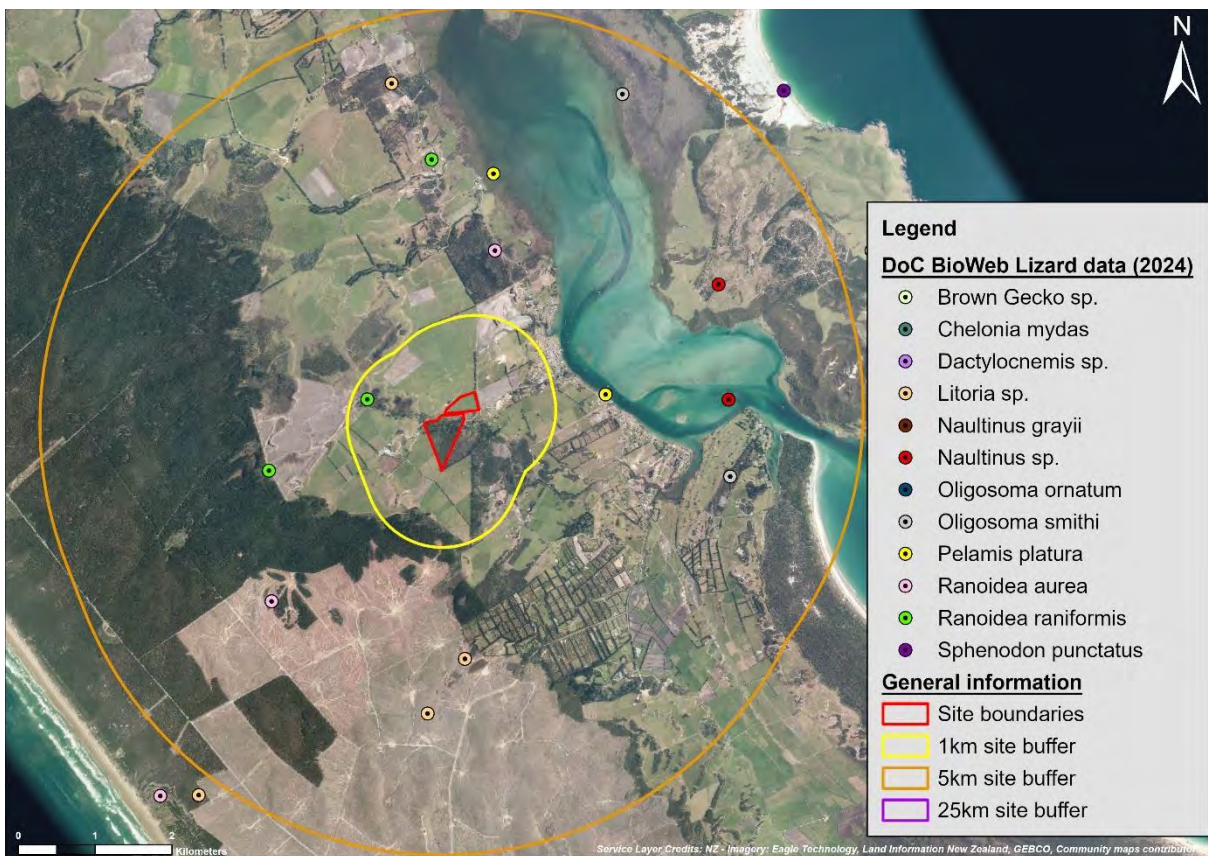 N
Legend
DoC BioWeb Lizard data (2024)
Brown Gecko sp.
Chelonia mydas
Dactylocnemis sp.
Litoria sp.
Naultinus grayii
Naultinus sp.
Oligosoma ornatum
Oligosoma smithi
Pelamis platura
Ranoidea aurea
Ranoidea raniformis
Sphenodon punctatus
General information
Site boundaries
1km site buffer
5km site buffer
25km site buffer
0 1 2
Kilometers
Service Layer Credits: NZ - Imagery: Eagle Technology, Land Information New Zealand, GEBCO, Community maps contributor